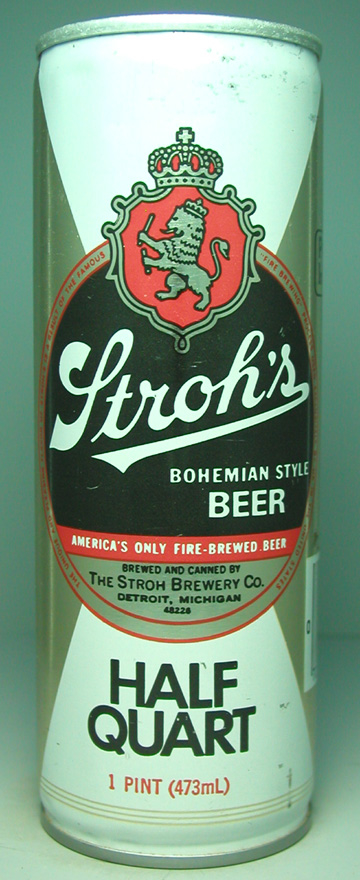 Stroh's
BOHEMIAN STYLE
BEER
AMERICA'S ONLY FIRE-BREWED BEER
BREWED AND CANNED BY
THE STROH BREWERY CO.
DETROIT, MICHIGAN
48226
HALF
QUART
1 PINT (473mL)